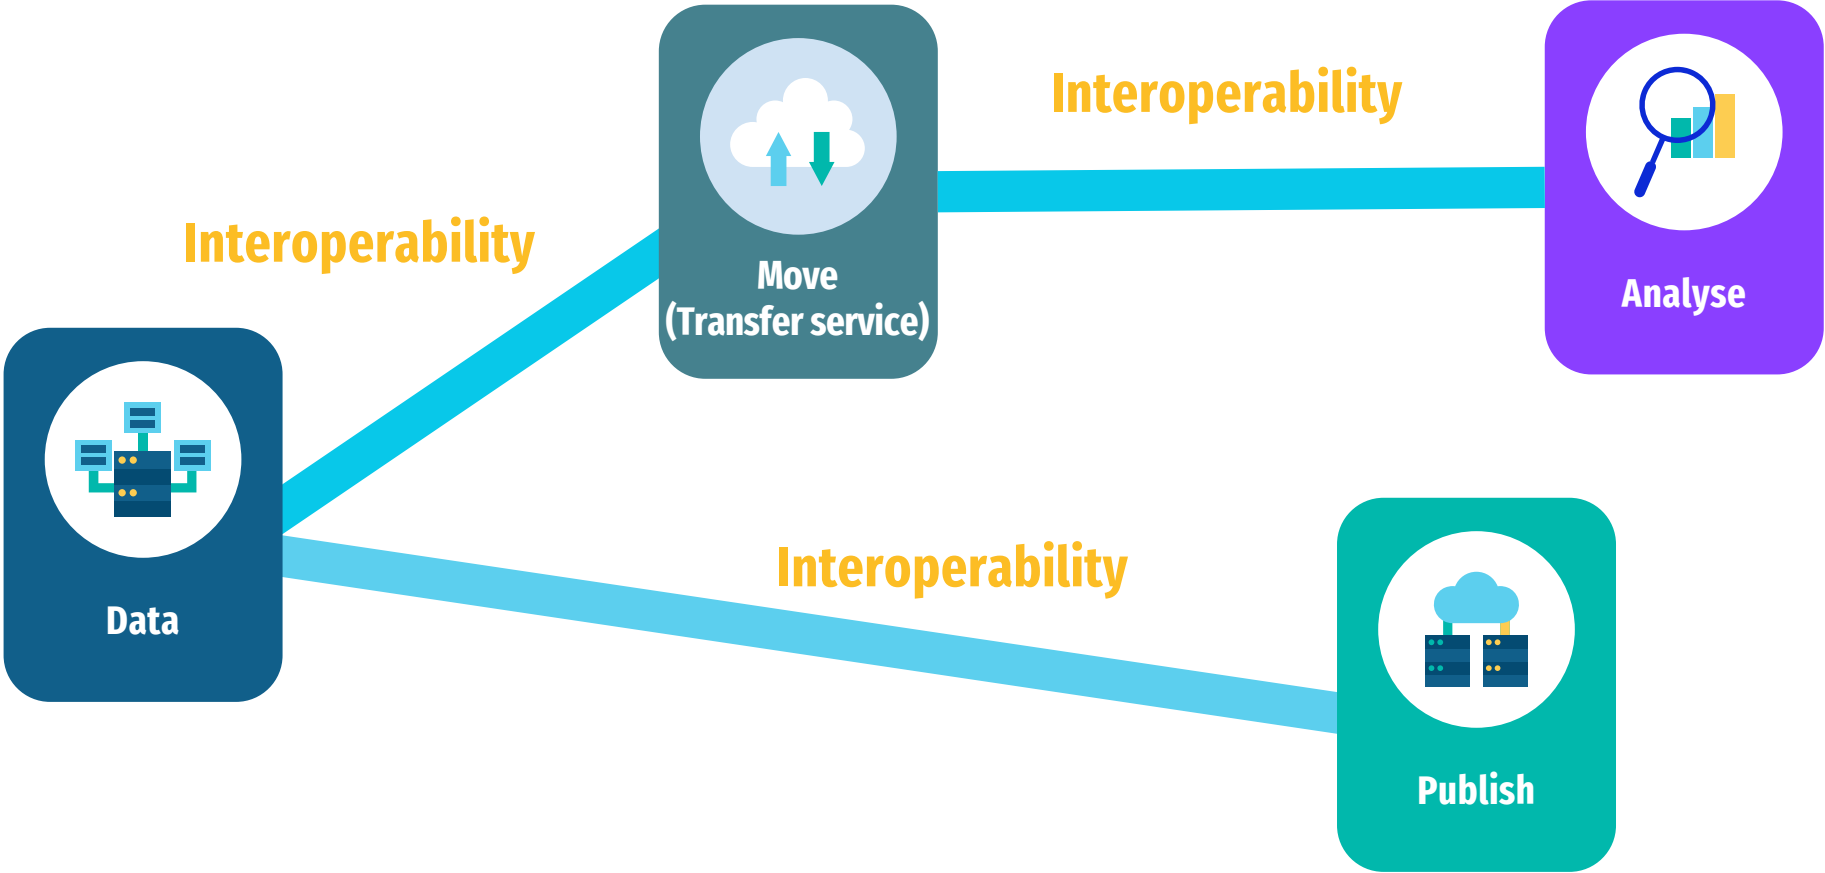 Interoperability
Move
(Transfer service)
Interoperability
Analyse
Data
Interoperability
Publish